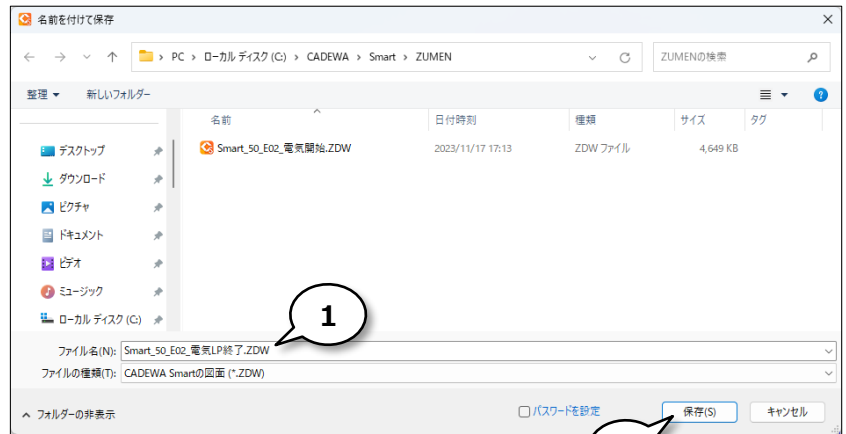 名前を付けて保存
PC › ローカル ディスク (C:) › CADEWA › Smart › ZUMEN
ZUMENの検索
整理 新しいフォルダー
名前 日付時刻 種類 サイズ タグ
デスクトップ
Smart_50_E02_電気開始.ZDW 2023/11/17 17:13 ZDW ファイル 4,649 KB
ダウンロード
ピクチャ
ドキュメント
ビデオ
ミュージック
ローカル ディスク (C:)
1
ファイル名(N): Smart_50_E02_電気LP終了.ZDW
ファイルの種類(T): CADEWA Smartの図面 (*.ZDW)
フォルダーの非表示 パスワードを設定 保存(S) キャンセル